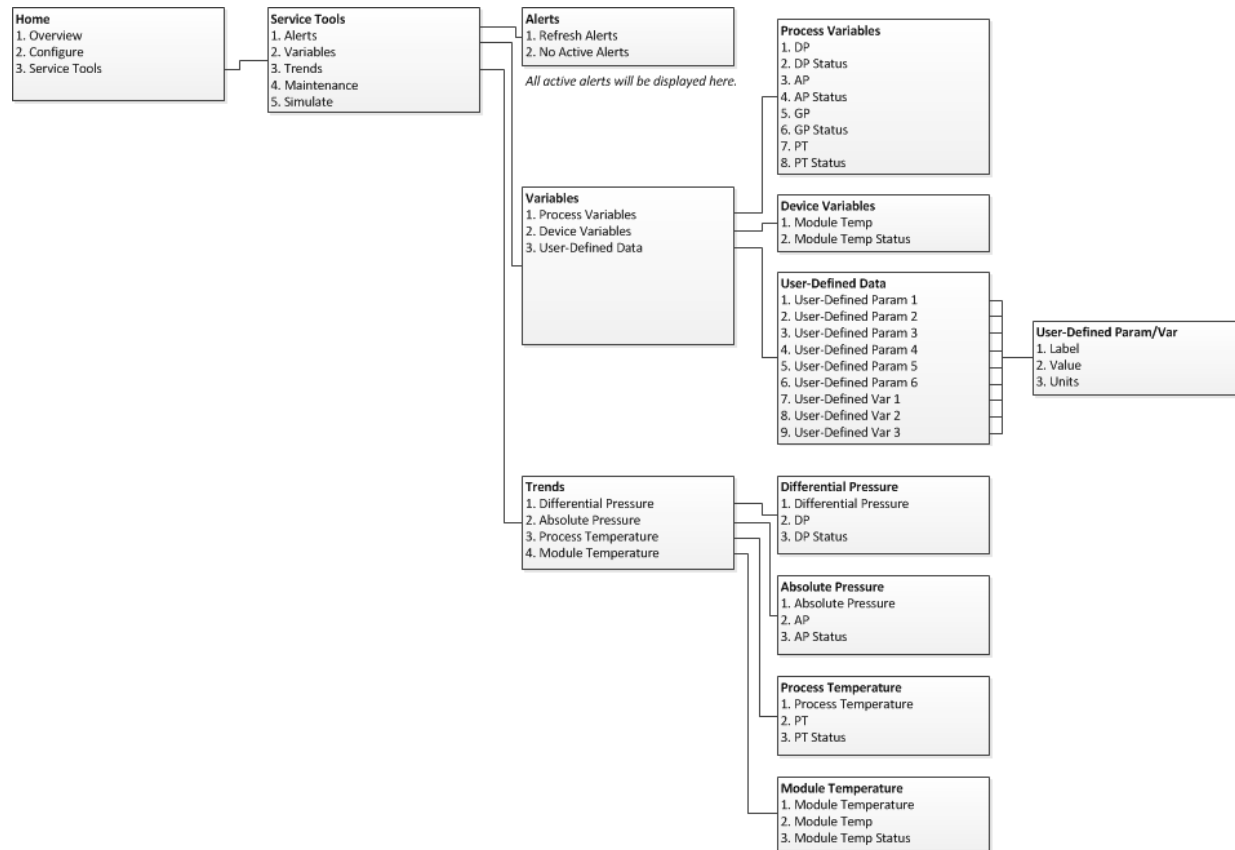 Home
1. Overview
2. Configure
3. Service Tools
Service Tools
1. Alerts
2. Variables
3. Trends
4. Maintenance
5. Simulate
Alerts
1. Refresh Alerts
2. No Active Alerts
All active alerts will be displayed here.
Process Variables
1. DP
2. DP Status
3. AP
4. AP Status
5. GP
6. GP Status
7. PT
8. PT Status
Variables
1. Process Variables
2. Device Variables
3. User-Defined Data
Device Variables
1. Module Temp
2. Module Temp Status
User-Defined Data
1. User-Defined Param 1
2. User-Defined Param 2
3. User-Defined Param 3
4. User-Defined Param 4
5. User-Defined Param 5
6. User-Defined Param 6
7. User-Defined Var 1
8. User-Defined Var 2
9. User-Defined Var 3
User-Defined Param/Var
1. Label
2. Value
3. Units
Trends
1. Differential Pressure
2. Absolute Pressure
3. Process Temperature
4. Module Temperature
Differential Pressure
1. Differential Pressure
2. DP
3. DP Status
Absolute Pressure
1. Absolute Pressure
2. AP
3. AP Status
Process Temperature
1. Process Temperature
2. PT
3. PT Status
Module Temperature
1. Module Temperature
2. Module Temp
3. Module Temp Status